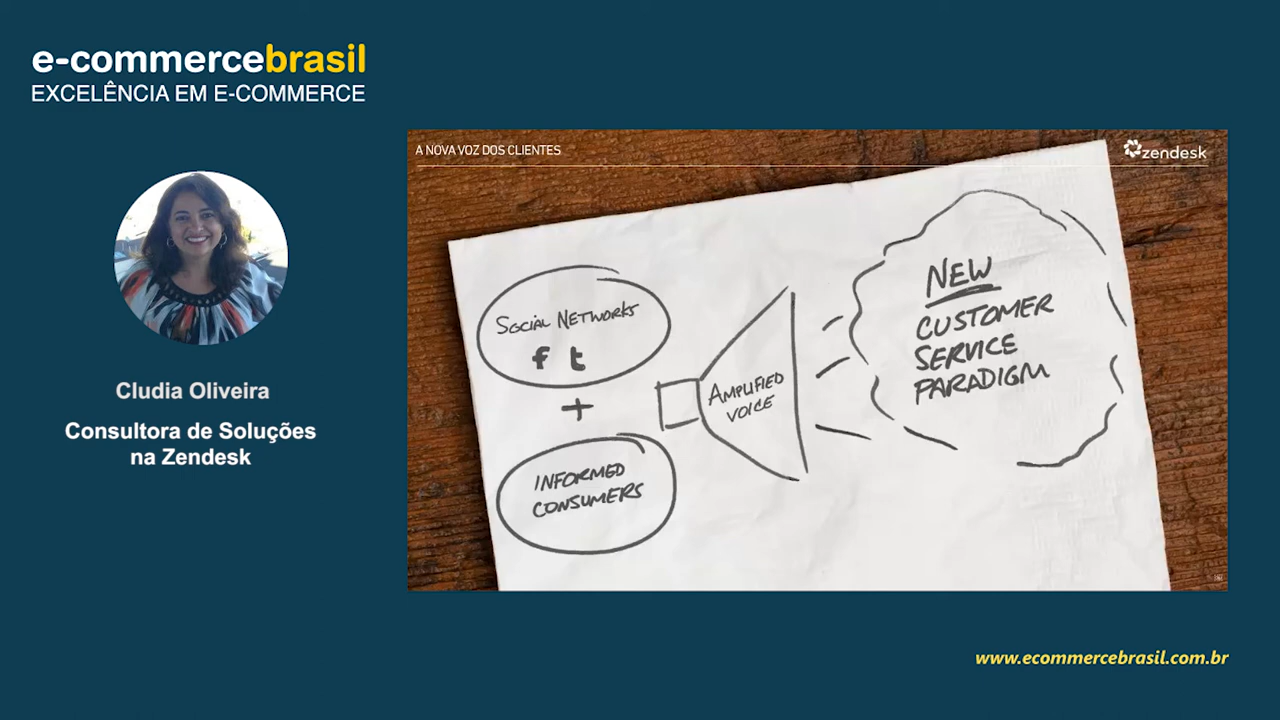 e-commercebrasil
EXCELÊNCIA EM E-COMMERCE
Cludia Oliveira
Consultora de Soluções
na Zendesk
A NOVA VOZ DOS CLIENTES
zendesk
SOCIAL NETWORKS
f t
+
INFORMED
CONSUMERS
AMPLIFIED
VOICE
NEW
CUSTOMER
SERVICE
PARADIGM
www.ecommercebrasil.com.br